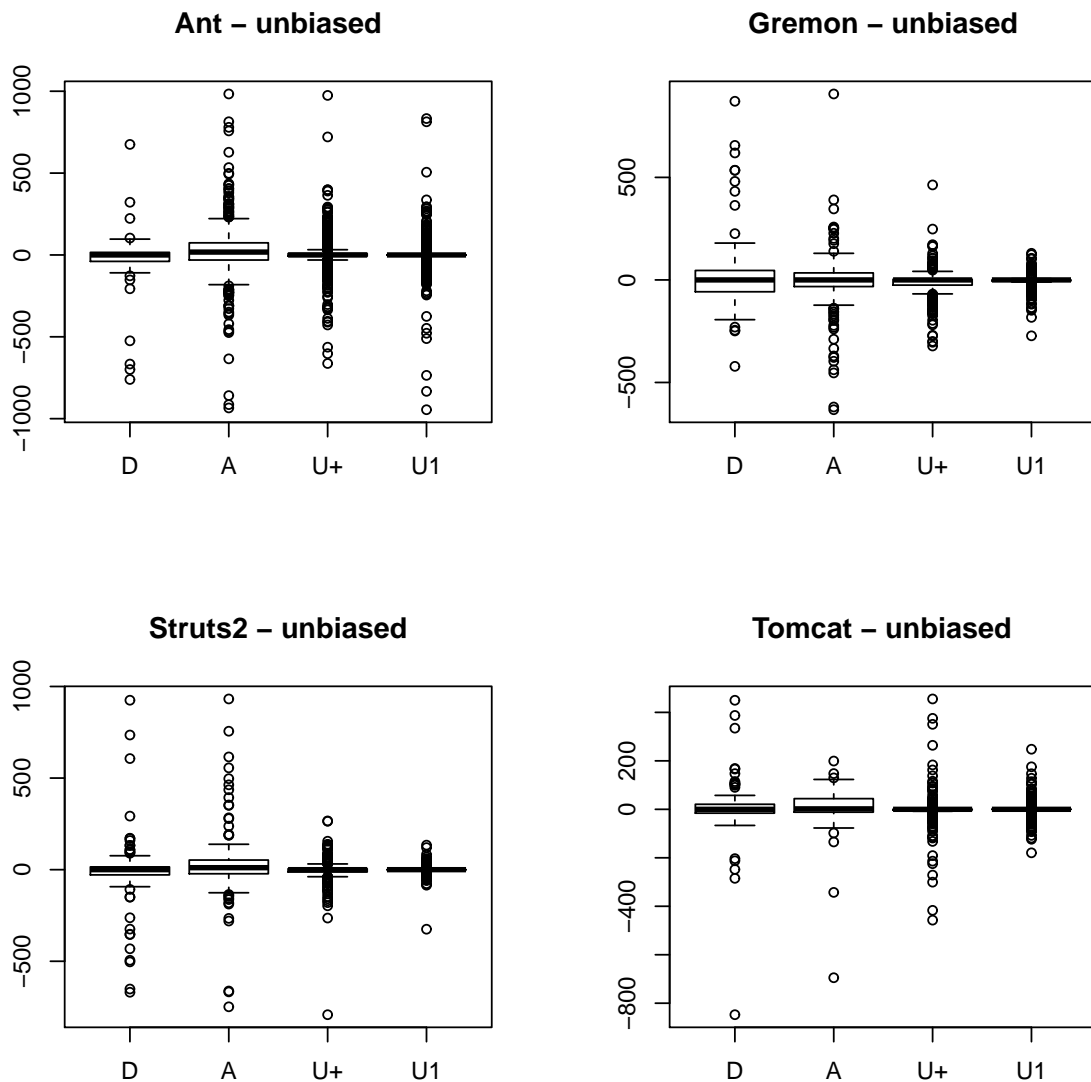 Ant – unbiased
1000
500
0
−500
−1000
D A U+ U1
Gremon – unbiased
500
0
−500
D A U+ U1
Struts2 – unbiased
1000
500
0
−500
D A U+ U1
Tomcat – unbiased
200
0
−400
−800
D A U+ U1